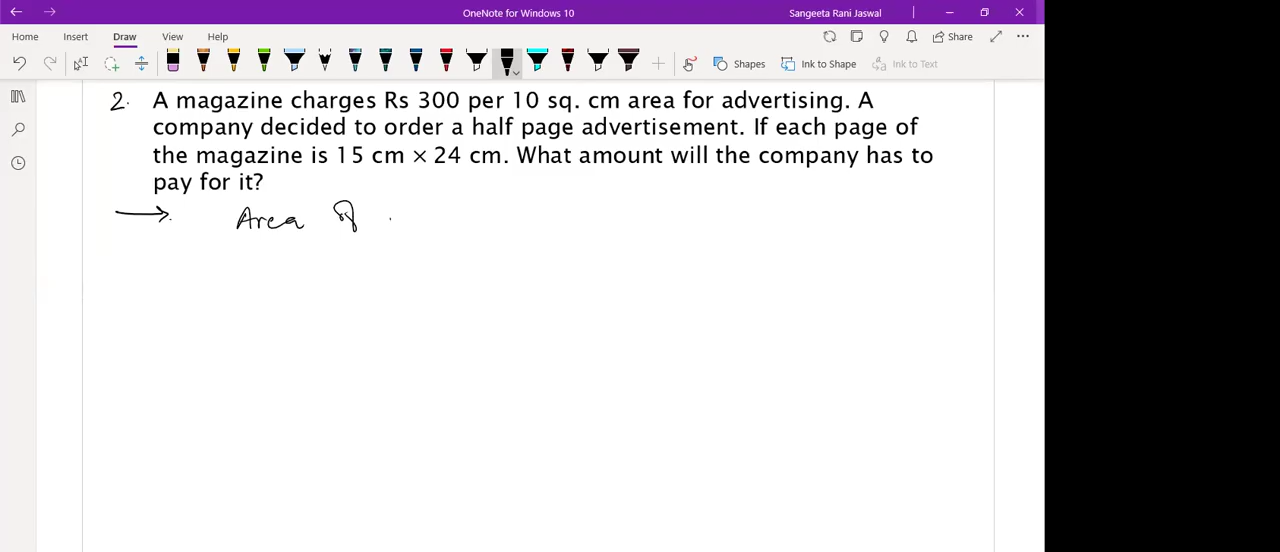 OneNote for Windows 10
Sangeeta Rani Jaswal
Home Insert Draw View Help
Share
Shapes
Ink to Shape
Ink to Text
2. A magazine charges Rs 300 per 10 sq. cm area for advertising. A
company decided to order a half page advertisement. If each page of
the magazine is 15 cm × 24 cm. What amount will the company has to
pay for it?
→ Area of